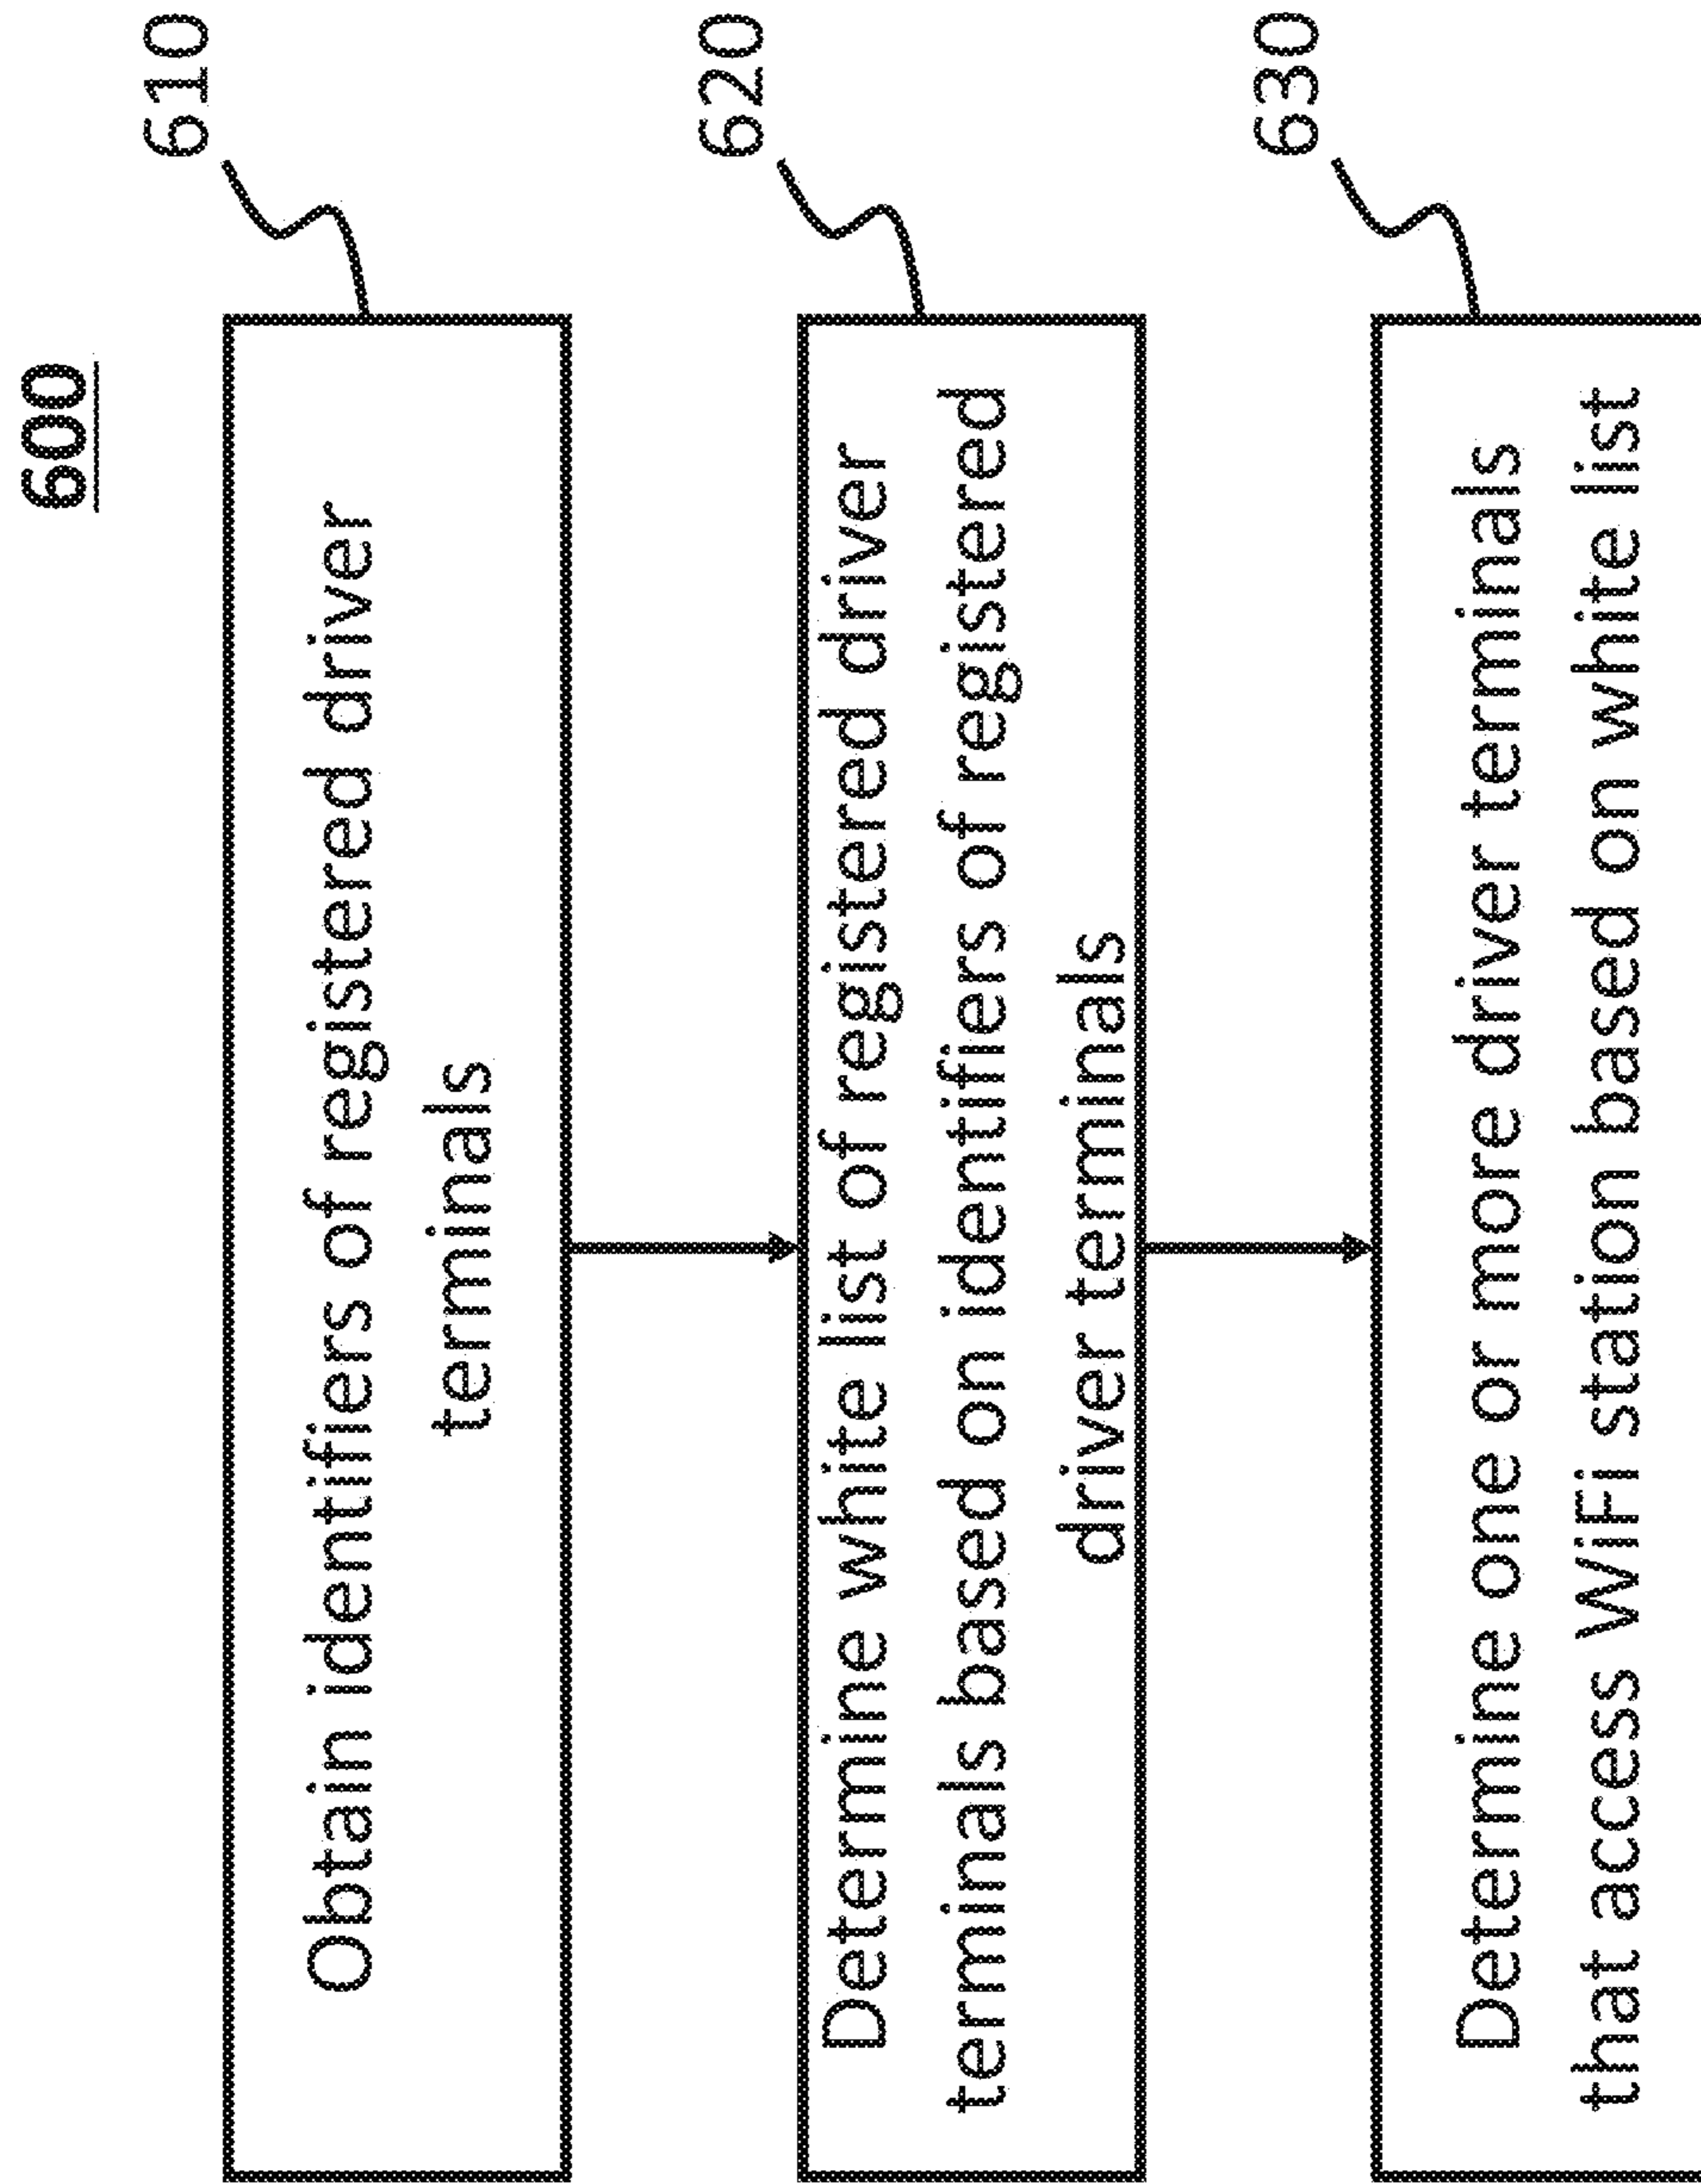 600
610
Obtain identifiers of registered driver
terminals
620
Determine white list of registered driver
terminals based on identifiers of registered
driver terminals
630
Determine one or more driver terminals
that access WiFi station based on white list